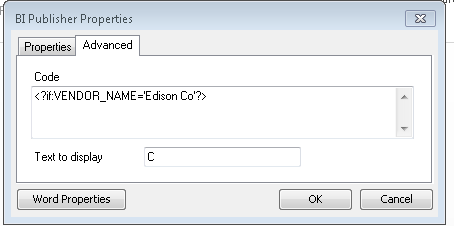 BI Publisher Properties
Properties
Advanced
Code
<?if:VENDOR_NAME='Edison Co'?>
Text to display
C
Word Properties
OK
Cancel